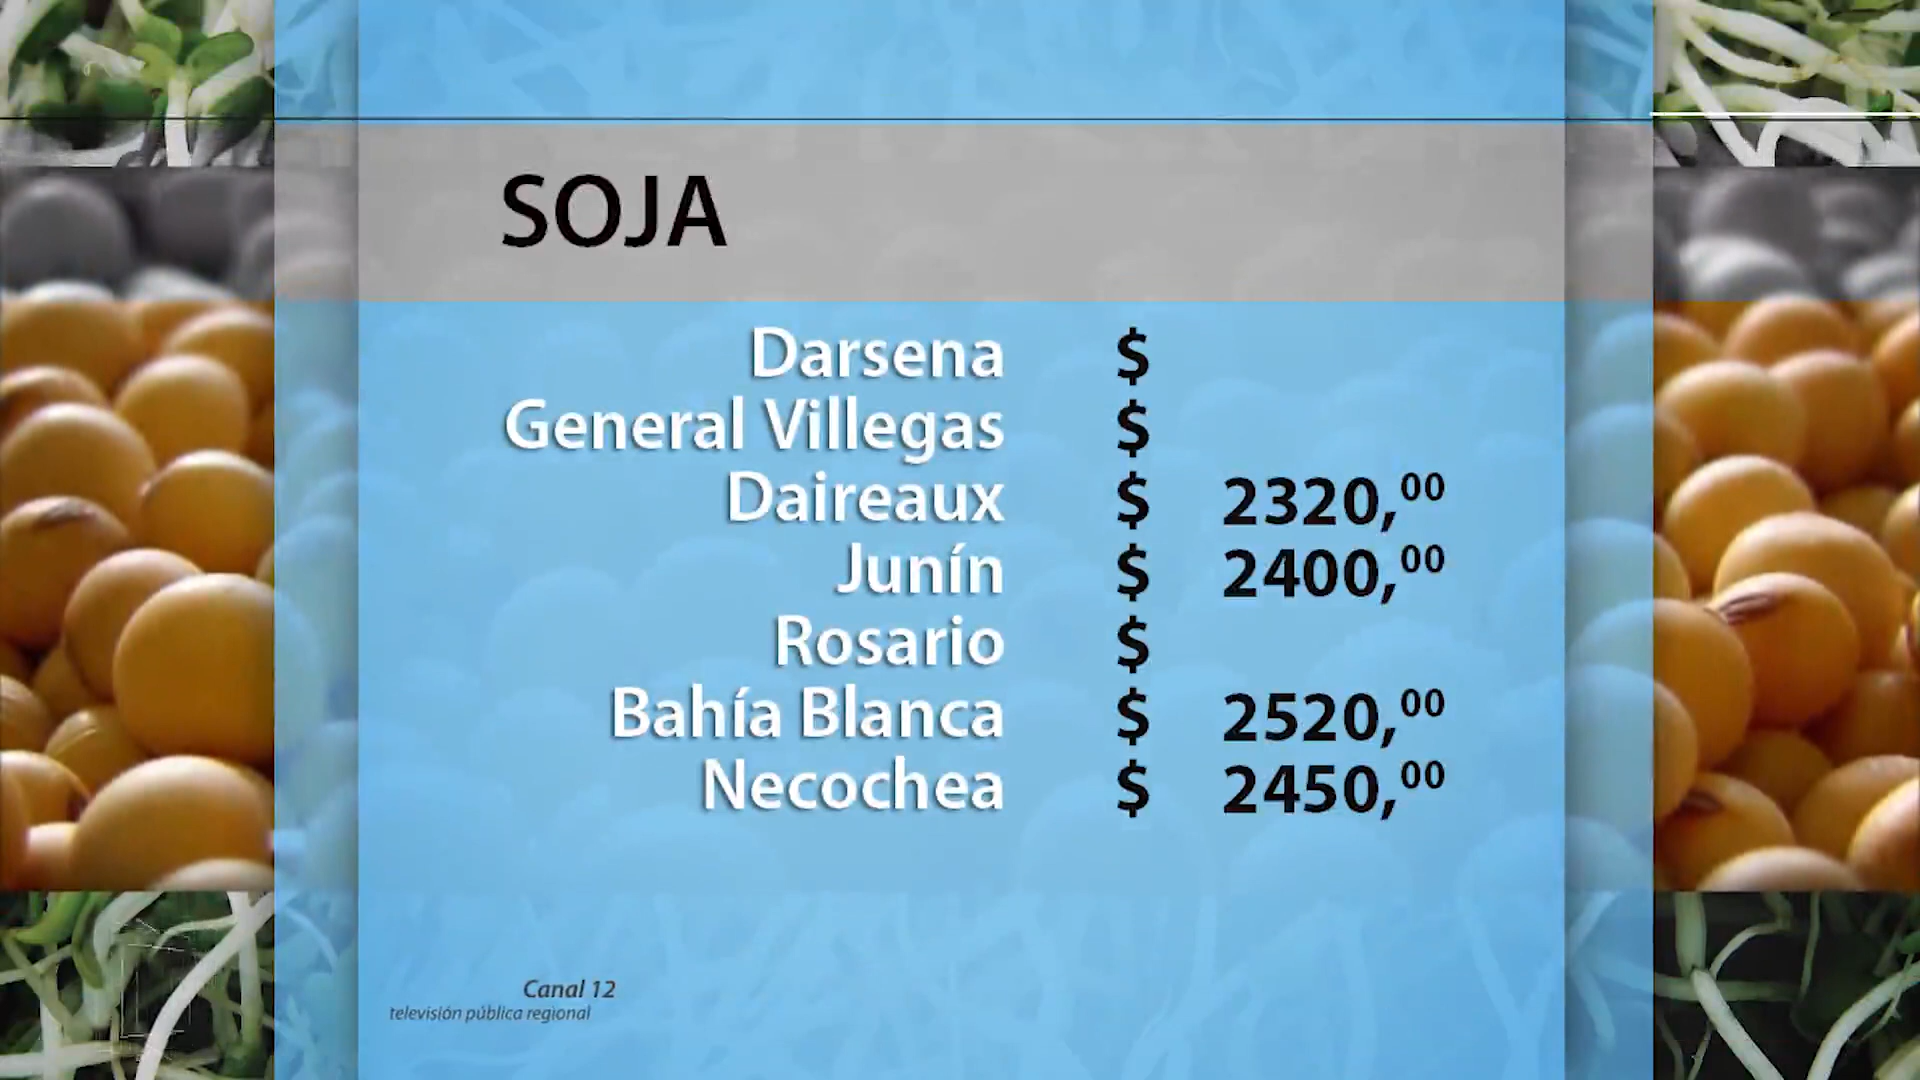 SOJA
Darsena $
General Villegas $
Daireaux $ 2320,00
Junín $ 2400,00
Rosario $
Bahía Blanca $ 2520,00
Necochea $ 2450,00
Canal 12
televisión pública regional